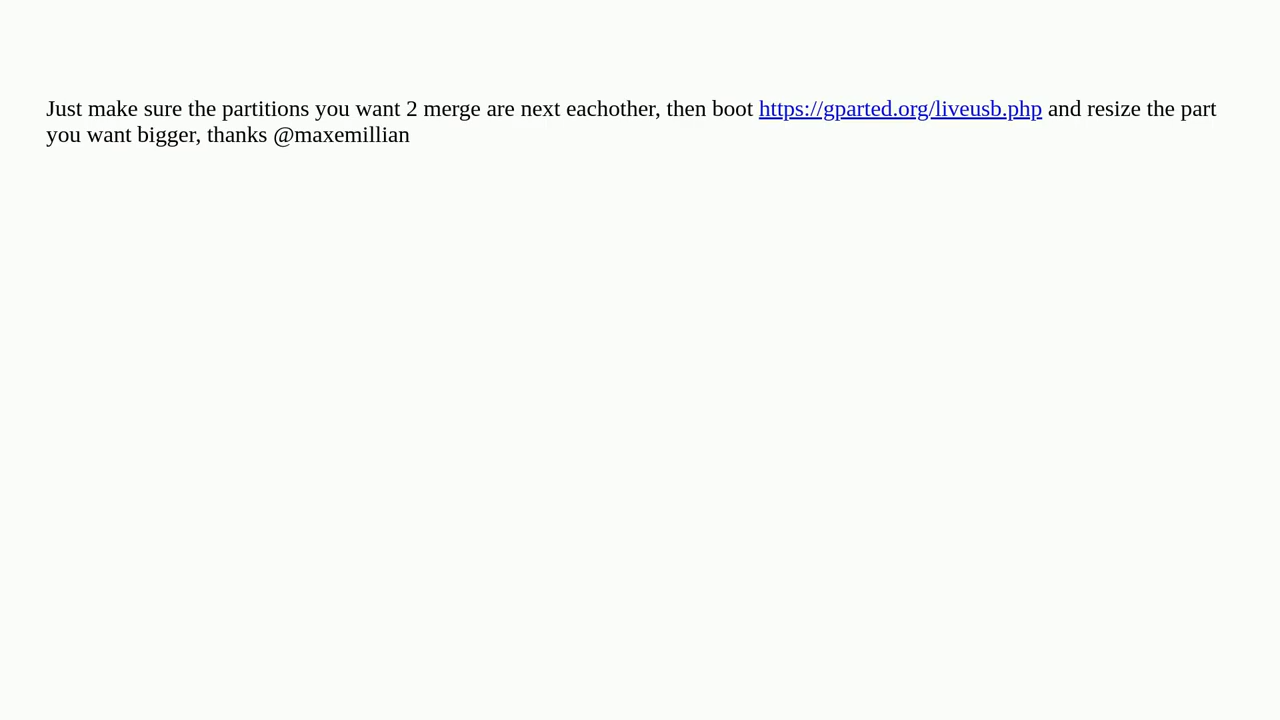 Just make sure the partitions you want 2 merge are next eachother, then boot https://gparted.org/liveusb.php and resize the part
you want bigger, thanks @maxemillian